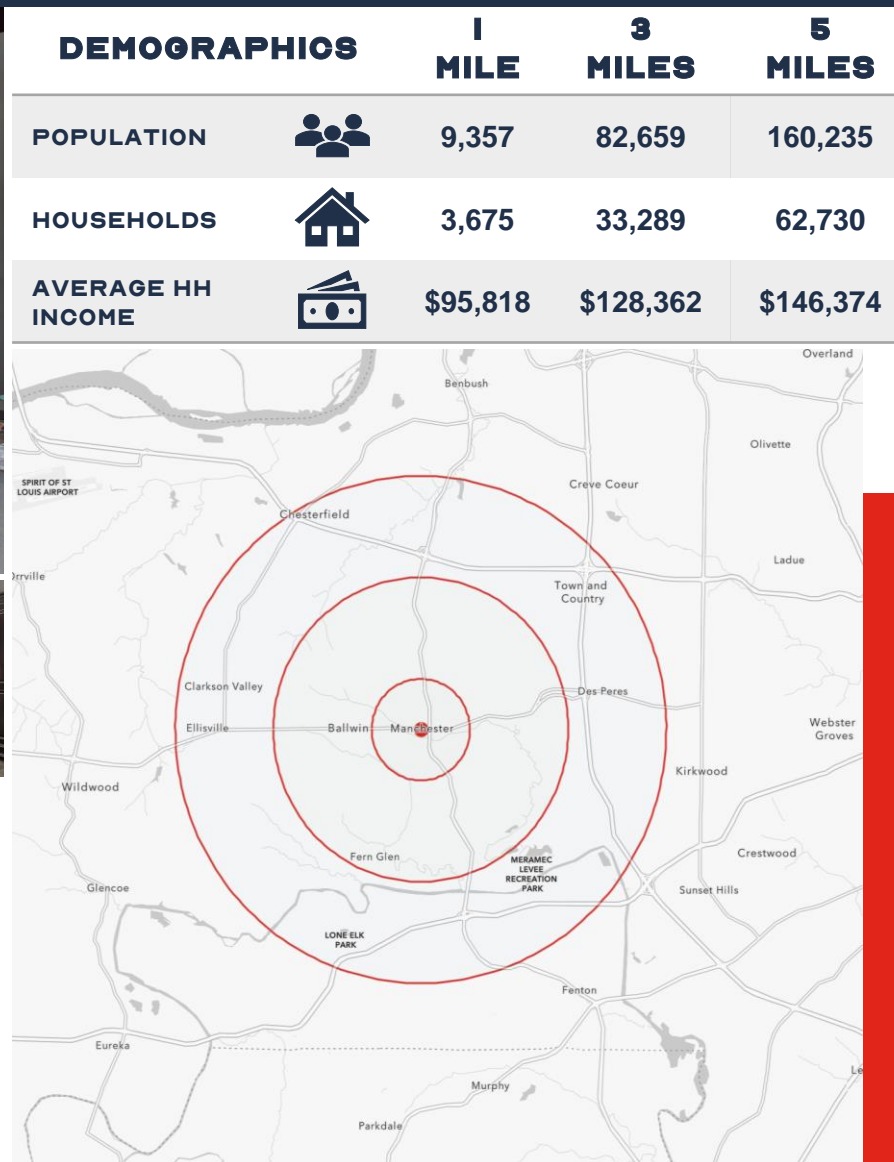 DEMOGRAPHICS
1
MILE
3
MILES
5
MILES
POPULATION
9,357
82,659
160,235
HOUSEHOLDS
3,675
33,289
62,730
AVERAGE HH
INCOME
$95,818
$128,362
$146,374
Overland
Benbush
Olivette
SPIRIT OF ST
LOUIS AIRPORT
Creve Coeur
Chesterfield
Ladue
Orrville
Town and
Country
Clarkson Valley
Des Peres
Ellisville
Ballwin
Manchester
Webster
Groves
Kirkwood
Wildwood
Fern Glen
MERAMEC
LEVEE
RECREATION
PARK
Crestwood
Glencoe
Sunset Hills
LONE ELK
PARK
Fenton
Eureka
Murphy
Parkdale